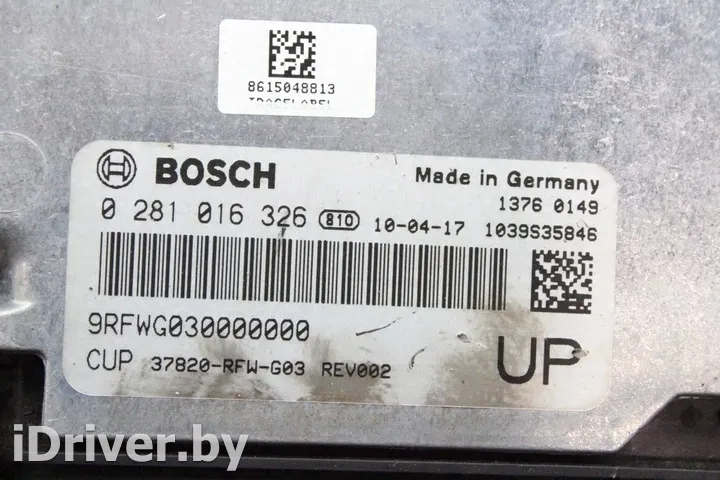 8615048813
BOSCH Made in Germany
1376 0149
0 281 016 326 810 10-04-17 1039S35846
9RFWG030000000
CUP 37820-RFW-G03 REV002 UP
iDriver.by